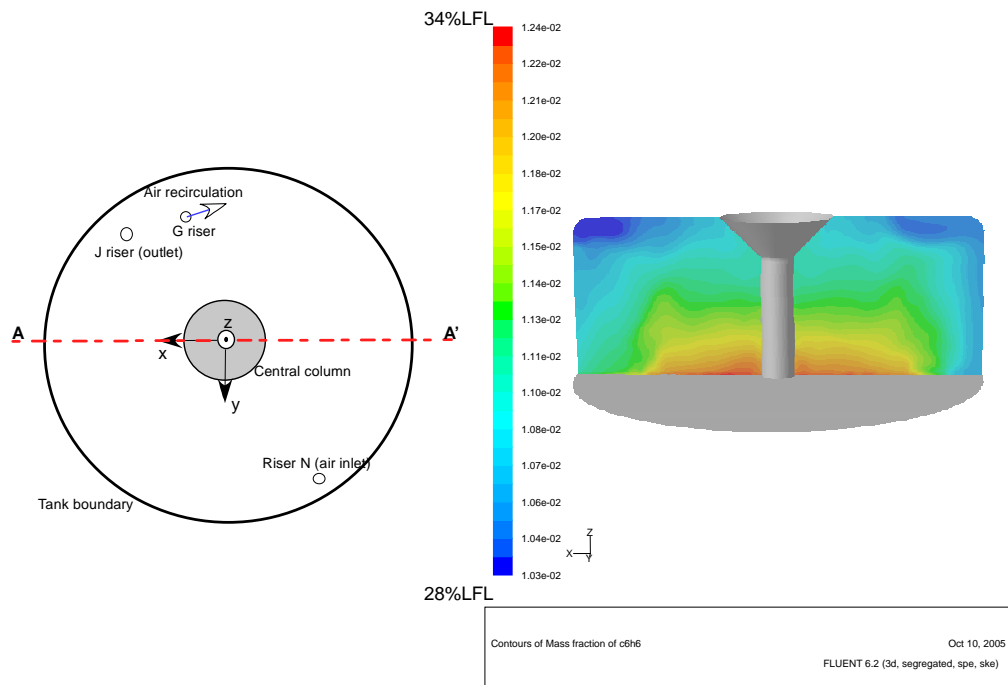 34%LFL
1.24e-02
1.22e-02
1.21e-02
1.20e-02
1.18e-02
1.17e-02
1.15e-02
1.14e-02
1.13e-02
1.11e-02
1.10e-02
1.08e-02
1.07e-02
1.06e-02
1.04e-02
1.03e-02
28%LFL
Air recirculation
G riser
J riser (outlet)
A
A'
z
x
Central column
y
Riser N (air inlet)
Tank boundary
Z
X
Y
Contours of Mass fraction of c6h6
Oct 10, 2005
FLUENT 6.2 (3d, segregated, spe, ske)